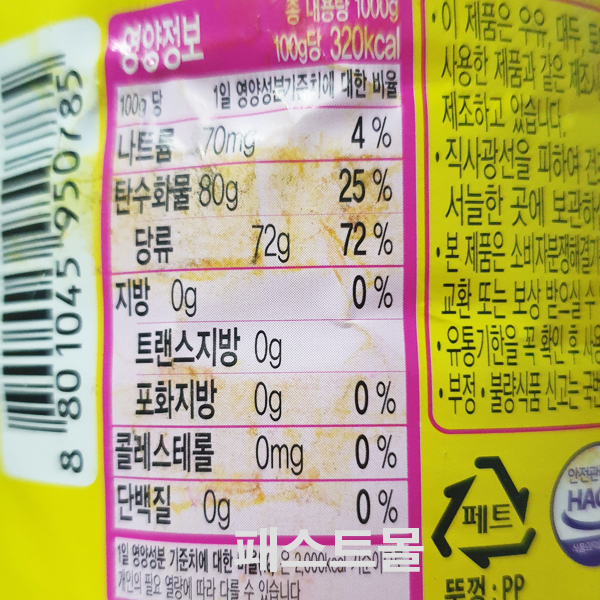 영양정보
총 내용량 1000g
100g당 320kcal
100g 당 1일 영양성분기준치에 대한 비율
나트륨 70mg 4 %
탄수화물 80g 25 %
당류 72g 72 %
지방 0g 0 %
트랜스지방 0g
포화지방 0g 0 %
콜레스테롤 0mg 0 %
단백질 0g 0 %
1일 영양성분 기준치에 대한 비율 2,000kcal
개인의 필요 열량에 따라 다를 수 있습니다
패스트몰
8 801045 950785
• 이 제품은 우유, 대두,
사용한 제품과 같은
제조하고 있습니다.
• 직사광선을 피하여
서늘한 곳에
• 본 제품은
교환 또는 보상 받으실 수
• 유통기한을 꼭 확인 후
• 부정 • 불량식품 신고는
페트
뚜껑 : PP